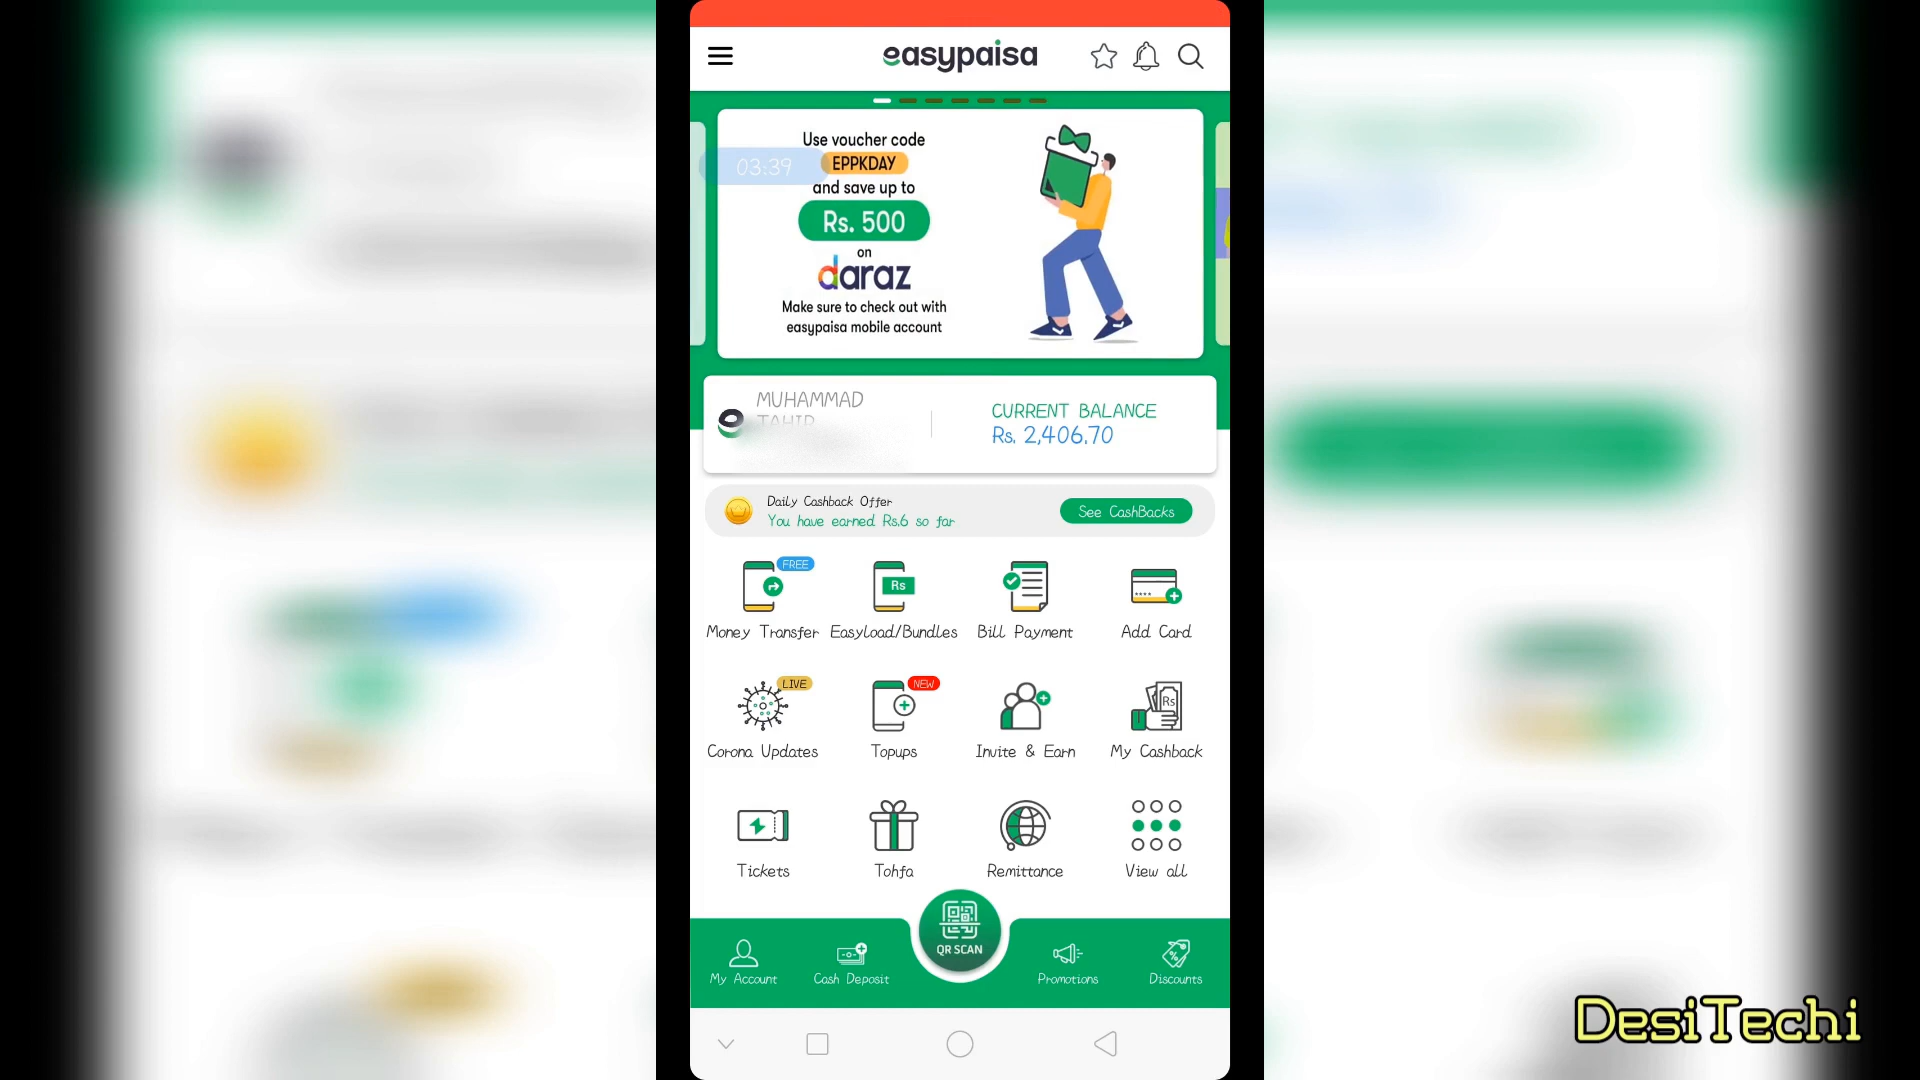 easypaisa
Use voucher code
EPPKDAY
03:39
and save up to
Rs. 500
on
daraz
Make sure to check out with
easypaisa mobile account
MUHAMMAD
TAHIR
CURRENT BALANCE
Rs. 2,406.70
Daily Cashback Offer
You have earned Rs.6 so far
See CashBacks
FREE
Rs
Money Transfer
Easyload/Bundles
Bill Payment
Add Card
LIVE
NEW
Rs
Corona Updates
Topups
Invite & Earn
My Cashback
Tickets
Tohfa
Remittance
View all
QR SCAN
My Account
Cash Deposit
Promotions
Discounts
DesiTechi